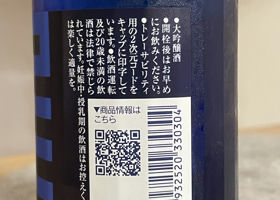 ●大吟醸酒
●開栓後はお早め
にお飲みください。
●トレーサビリティ
用の2次元コードを
キャップに印字して
います。●飲酒運転
及び20歳未満の飲
酒は法律で禁じら
れています。妊娠中・授乳期の飲酒はお控えく
は楽しく適量を。
▼商品情報は
こちら
932520330304